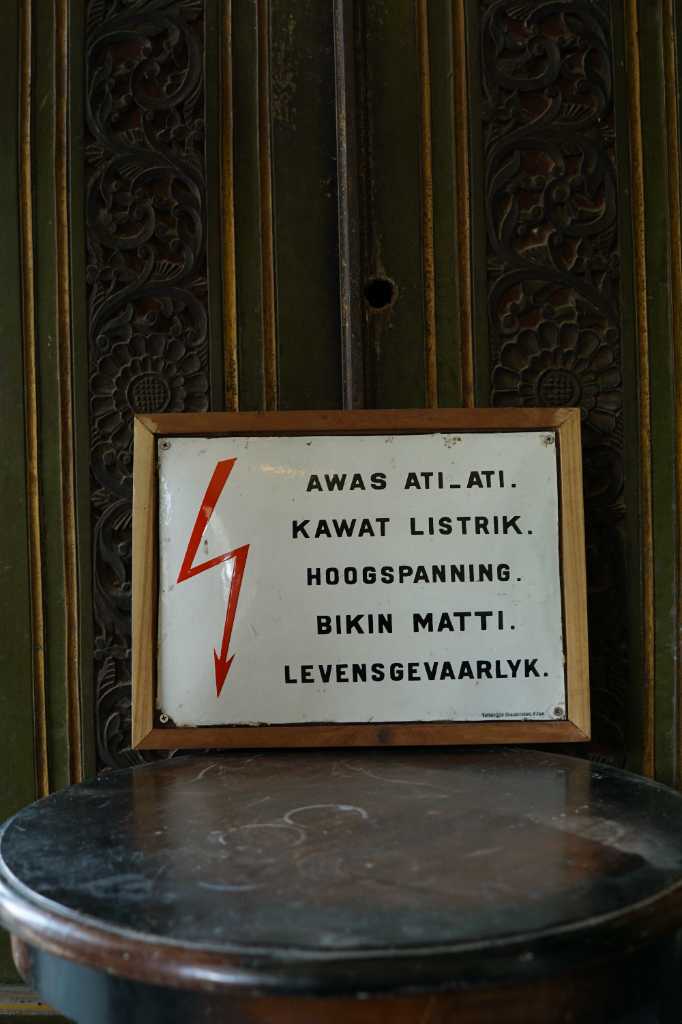 AWAS ATI_ATI.
KAWAT LISTRIK.
HOOGSPANNING.
BIKIN MATTI.
LEVENSGEVAARLYK.